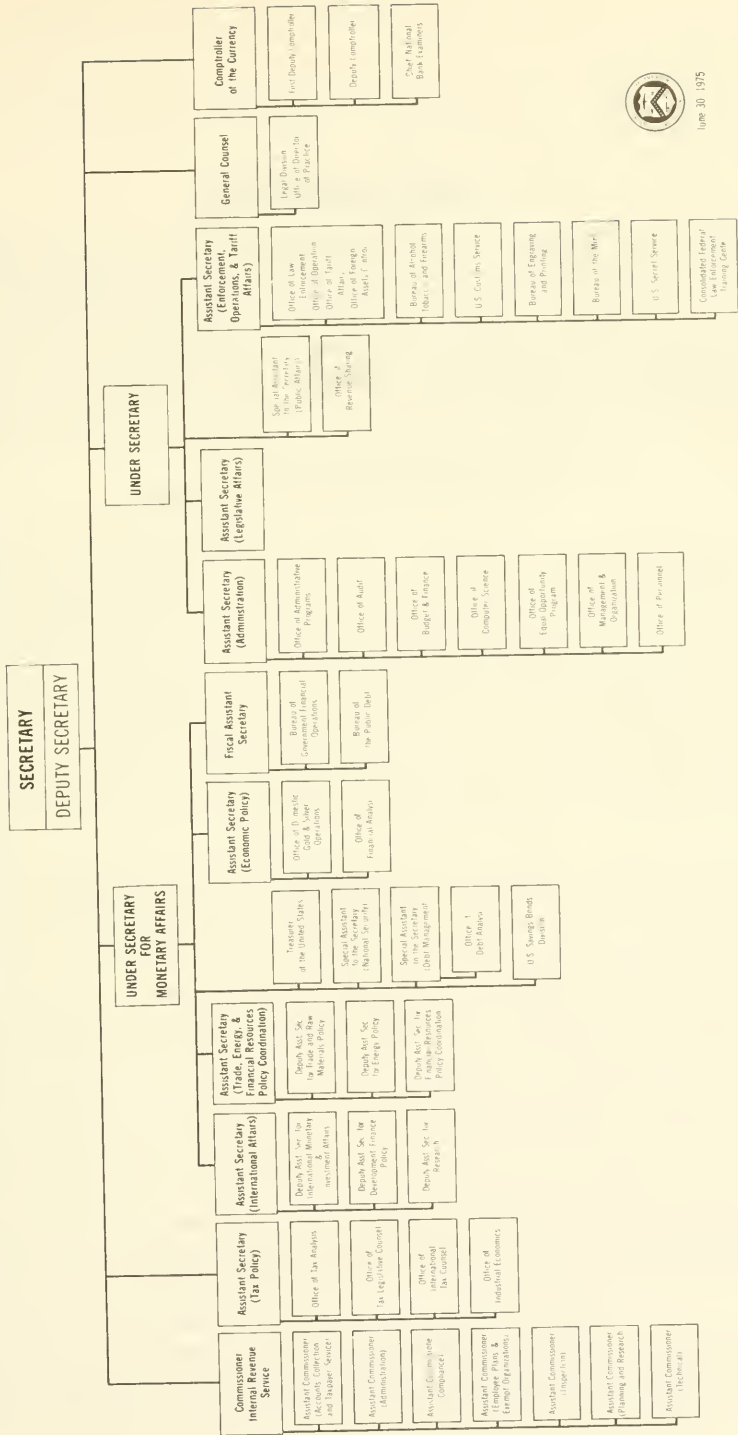 SECRETARY
DEPUTY SECRETARY
UNDER SECRETARY
FOR
MONETARY AFFAIRS
UNDER SECRETARY
Commissioner
Internal Revenue
Service
Assistant Commissioner
(Accounts Collection
and Taxpayer Service)
Assistant Commissioner
(Administration)
Assistant
Compliance)
Assistant Commissioner
(Employee Plans &
Exempt Organizations)
Assistant Commissioner
(Inspection)
Assistant Commissioner
(Planning and Research)
Assistant Commissioner
(Technical)
Assistant Secretary
(Tax Policy)
Office of Tax Analysis
Office of
Tax Legislative Counsel
Office of
International
Tax Counsel
Office of
Industrial Economics
Assistant Secretary
(International Affairs)
Deputy Asst Sec for
International Monetary
&
Investment Affairs
Deputy Asst Sec for
Development Finance
Policy
Deputy Asst Sec for
Research
Assistant Secretary
(Trade, Energy, &
Financial Resources
Policy Coordination)
Deputy Asst Sec
for Trade and Raw
Materials Policy
Deputy Asst Sec
for Energy Policy
Deputy Asst Sec for
Financial Resources
Policy Coordination
Treasurer
of the United States
Special Assistant
to the Secretary
(National Security)
Special Assistant
to the Secretary
(Debt Management)
Office
Debt Analysis
U.S. Savings Bonds
Division
Assistant Secretary
(Economic Policy)
Office of Domestic
Gold & Silver
Operations
Office of
Financial Analysis
Fiscal Assistant
Secretary
Bureau of
Government Financial
Operations
Bureau of
the Public Debt
Assistant Secretary
(Administration)
Office of Administrative
Programs
Office of Audit
Office of
Budget & Finance
Office of
Computer Science
Office of
Equal Opportunity
Program
Office of
Management &
Organization
Office of Personnel
Assistant Secretary
(Legislative Affairs)
Special Assistant
to the Secretary
(Public Affairs)
Office of
Revenue Sharing
Assistant Secretary
(Enforcement,
Operations, & Tariff
Affairs)
Office of Law
Enforcement
Office of Operations
Office of Tariff
Affairs
Office of Foreign
Assets Control
Bureau of Alcohol
Tobacco and Firearms
U.S. Customs Service
Bureau of Engraving
and Printing
Bureau of the Mint
U.S. Secret Service
Consolidated Federal
Law Enforcement
Training Center
General Counsel
Legal Division
Office of Director
of Practice
Comptroller
of the Currency
First Deputy Comptroller
Deputy Comptroller
Chief National
Bank Examiners
June 30 1975